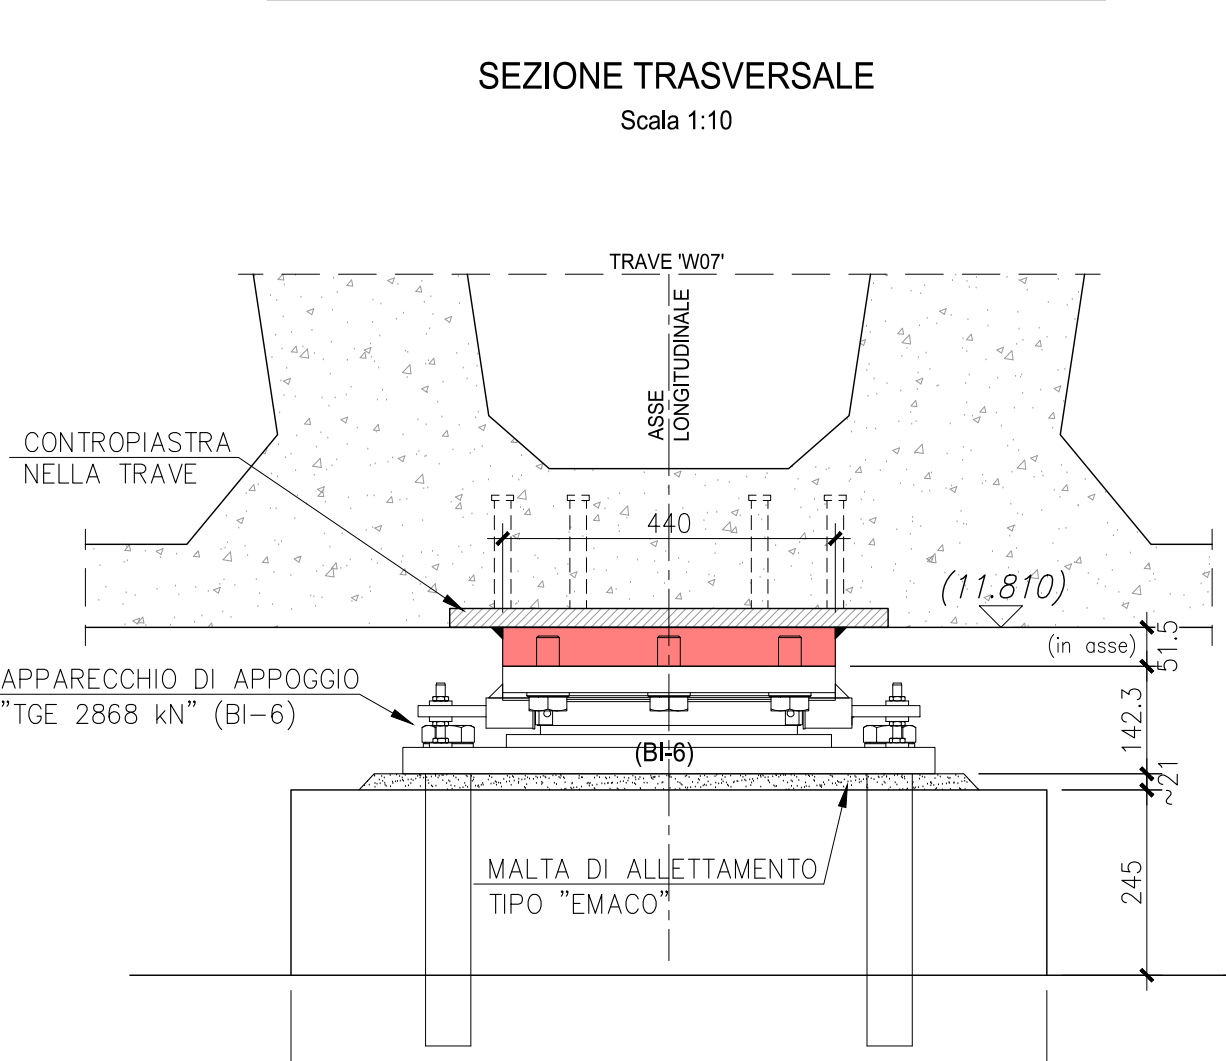 SEZIONE TRASVERSALE
Scala 1:10
TRAVE 'W07'
ASSE
LONGITUDINALE
CONTROPIASTRA
NELLA TRAVE
440
(11.810)
(in asse)
51.5
APPARECCHIO DI APPOGGIO
"TGE 2868 kN" (BI-6)
142.3
(BI-6)
~21
MALTA DI ALLETTAMENTO
TIPO "EMACO"
245